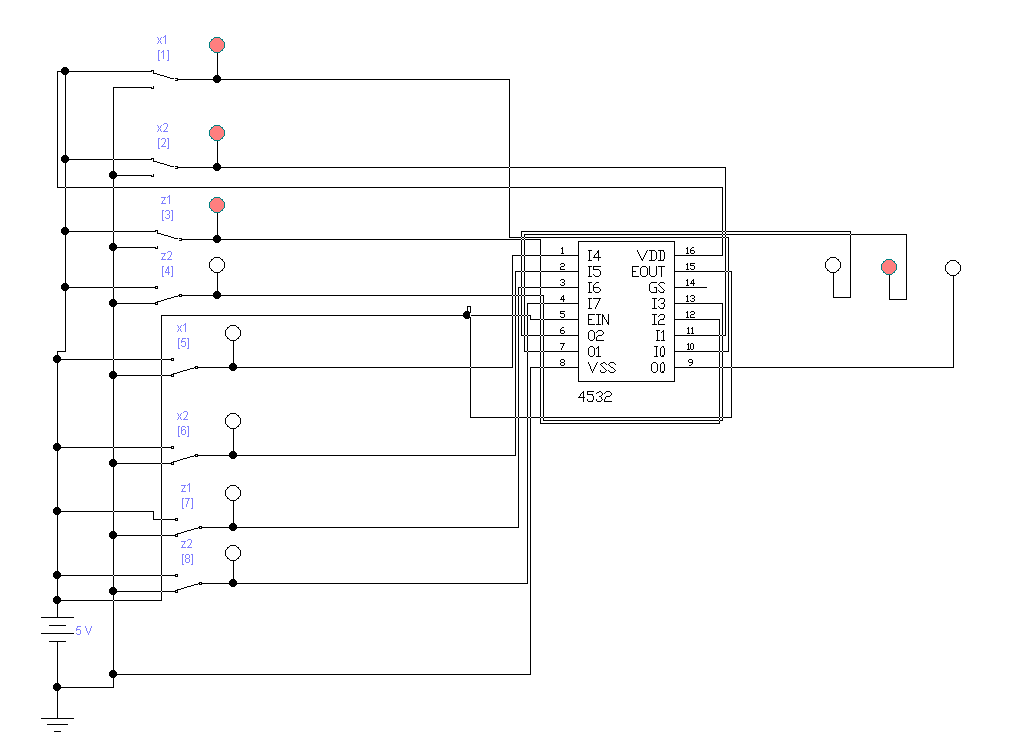 x1
[1]
x2
[2]
z1
[3]
z2
[4]
x1
[5]
x2
[6]
z1
[7]
z2
[8]
5 V
1 I4 VDD 16
2 I5 EOUT 15
3 I6 GS 14
4 I7 I3 13
5 EIN I2 12
6 O2 I1 11
7 O1 I0 10
8 VSS O0 9
4532